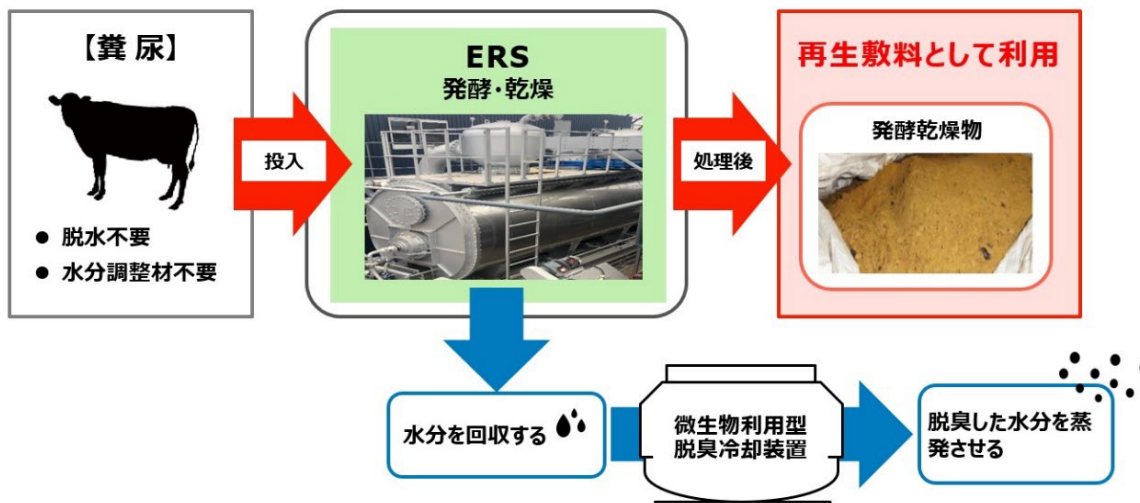 【糞 尿】
● 脱水不要
● 水分調整材不要
投入
ERS
発酵・乾燥
処理後
再生敷料として利用
発酵乾燥物
水分を回収する
微生物利用型
脱臭冷却装置
脱臭した水分を蒸
発させる